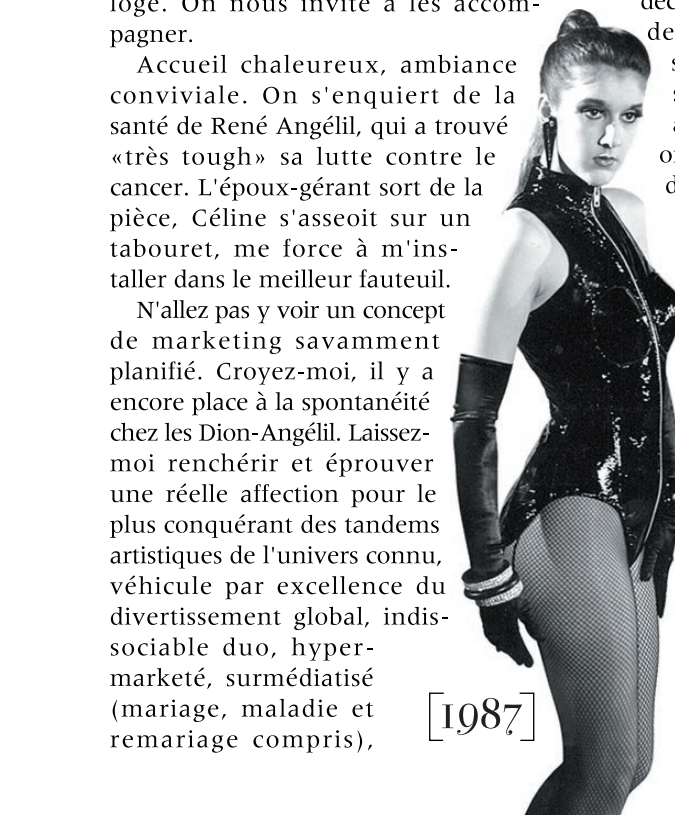 loge. On nous invite à les accom-
pagner.
Accueil chaleureux, ambiance
conviviale. On s'enquiert de la
santé de René Angélil, qui a trouvé
«très tough» sa lutte contre le
cancer. L'époux-gérant sort de la
pièce, Céline s'asseoit sur un
tabouret, me force à m'ins-
taller dans le meilleur fauteuil.
N'allez pas y voir un concept
de marketing savamment
planifié. Croyez-moi, il y a
encore place à la spontanéité
chez les Dion-Angélil. Laissez-
moi renchérir et éprouver
une réelle affection pour le
plus conquérant des tandems
artistiques de l'univers connu,
véhicule par excellence du
divertissement global, indis-
sociable duo, hyper-
marketé, surmédiatisé
(mariage, maladie et
remariage compris),
[1987]